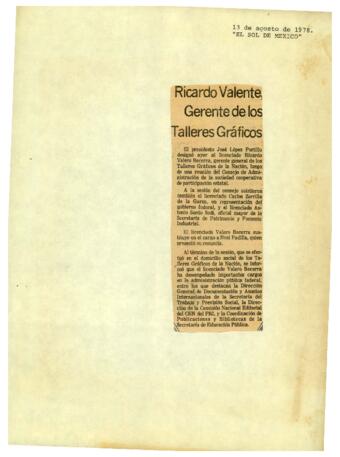 13 de agosto de 1978.
"EL SOL DE MEXICO"
Ricardo Valente,
Gerente de los
Talleres Gráficos
El presidente José López Portillo
designó ayer al licenciado Ricardo
Valero Becerra, gerente general de los
Talleres Gráficos de la Nación, luego
de una reunión del Consejo de Admi-
nistración de la sociedad cooperativa
de participación estatal.
A la sesión del consejo asistieron
también el licenciado Carlos Zorrilla
de la Garza, en representación del
gobierno federal, y el licenciado An-
tonio Sordo Sodi, oficial mayor de la
Secretaría de Patrimonio y Fomento
Industrial.
El licenciado Valero Becerra sus-
tituye en el cargo a Noé Padilla, quien
presentó su renuncia.
Al término de la sesión, que se efec-
tuó en el domicilio social de los Ta-
lleres Gráficos de la Nación, se infor-
mó que el licenciado Valero Becerra
ha desempeñado importantes cargos
en la Administración pública federal,
entre los que destacan la Dirección
General de Documentación y Asuntos
Internacionales de la Secretaría del
Trabajo y Previsión Social, la Direc-
ción de la Comisión Nacional Editorial
del CEN del PRI, y la Coordinación de
Publicaciones y Bibliotecas de la
Secretaría de Educación Pública.